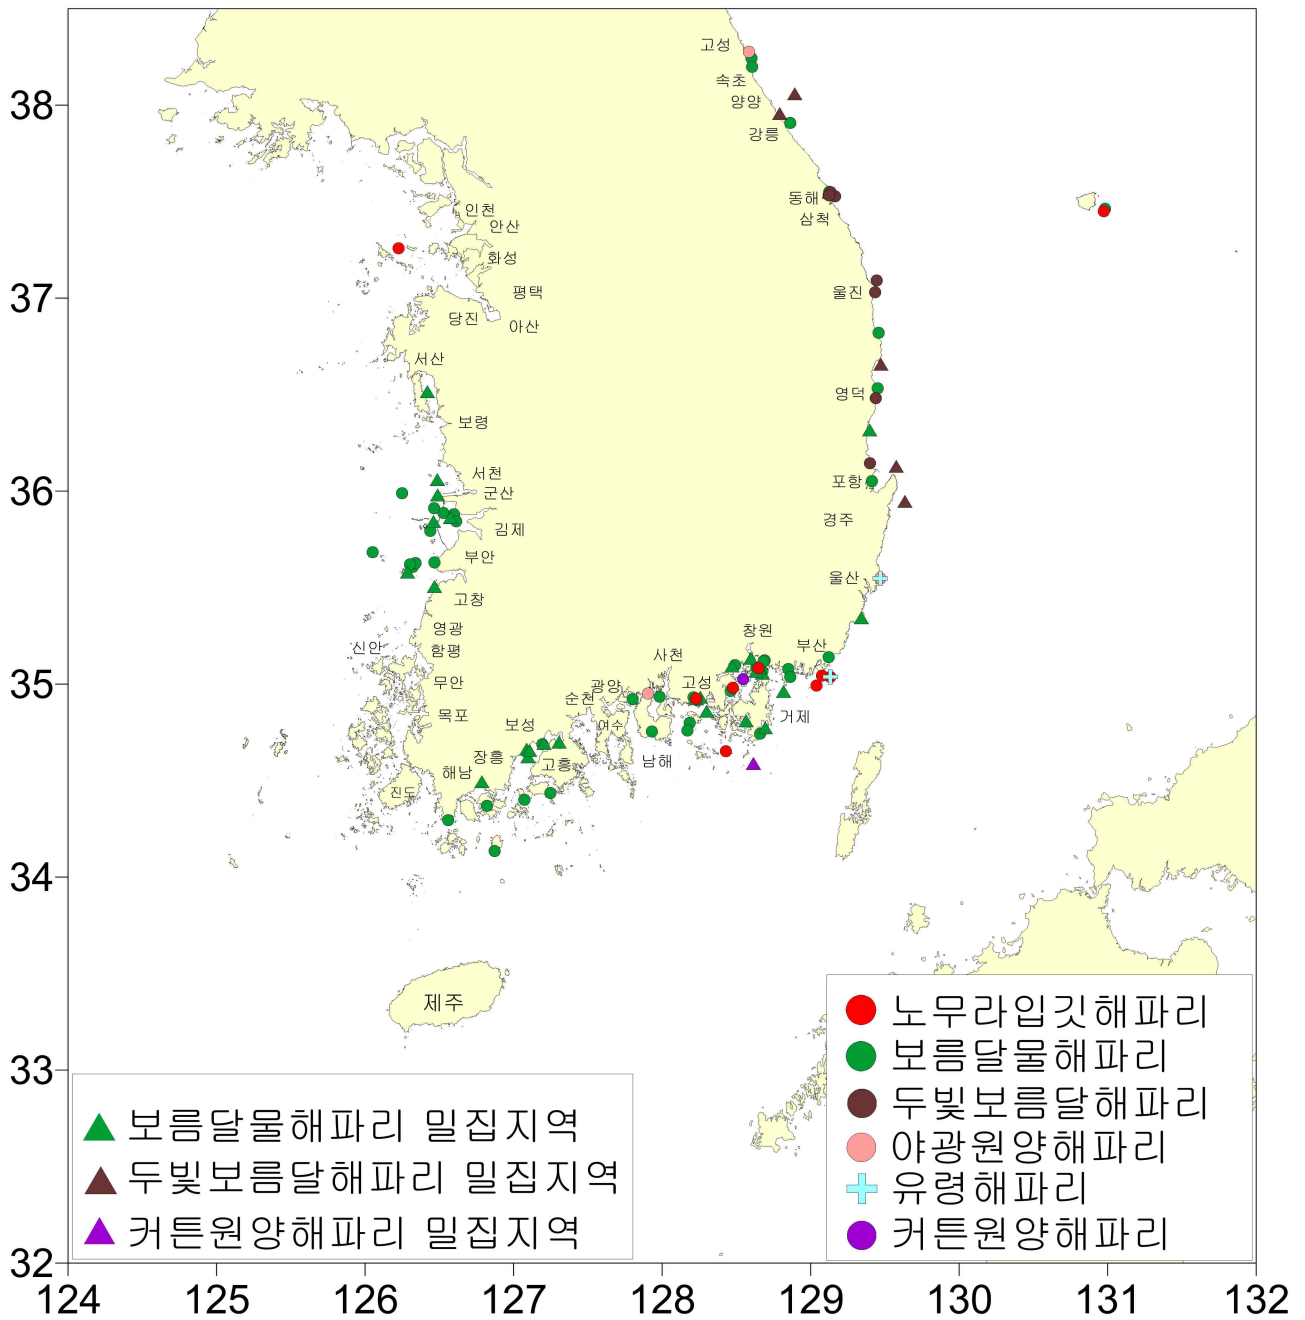 고성
속초
양양
강릉
동해
삼척
울진
영덕
포항
경주
울산
부산
창원
사천
고성
거제
광양
순천
여수
남해
보성
장흥
고흥
해남
진도
인천
안산
화성
평택
당진
아산
서산
보령
서천
군산
김제
부안
고창
영광
함평
신안
무안
목포
제주
38
37
36
35
34
33
32
124
125
126
127
128
129
130
131
132
보름달물해파리 밀집지역
두빛보름달해파리 밀집지역
커튼원양해파리 밀집지역
노무라입깃해파리
보름달물해파리
두빛보름달해파리
야광원양해파리
유령해파리
커튼원양해파리